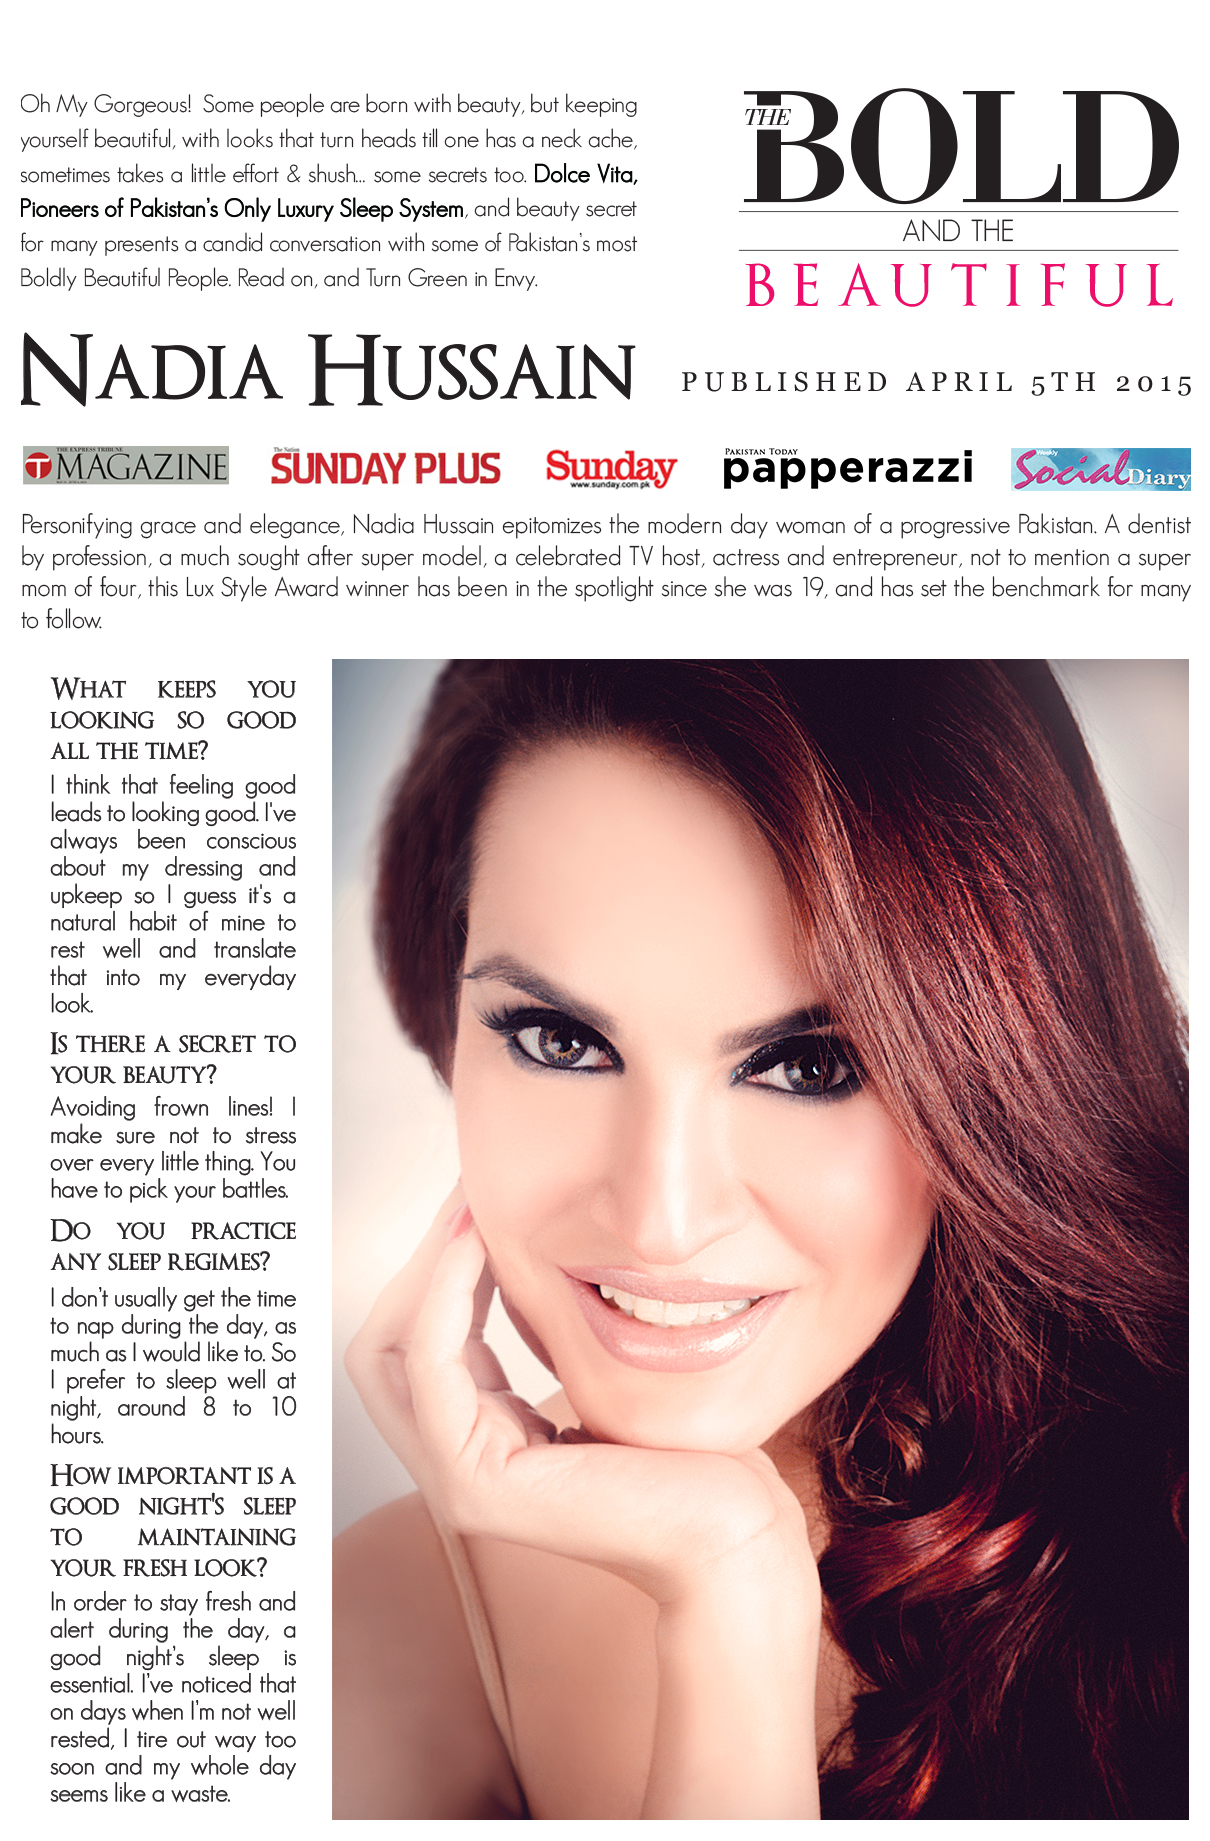 Oh My Gorgeous!  Some people are born with beauty, but keeping
yourself beautiful, with looks that turn heads till one has a neck ache,
sometimes takes a little effort & shush... some secrets too. Dolce Vita,
Pioneers of Pakistan's Only Luxury Sleep System, and beauty secret
for many presents a candid conversation with some of Pakistan's most
Boldly Beautiful People. Read on, and Turn Green in Envy.
THE
BOLD
AND THE
BEAUTIFUL
NADIA HUSSAIN
PUBLISHED APRIL 5TH 2015
THE EXPRESS TRIBUNE
T MAGAZINE
The Nation
SUNDAY PLUS
Sunday
www.sunday.com.pk
PAKISTAN TODAY
papperazzi
Weekly
Social Diary
Personifying grace and elegance, Nadia Hussain epitomizes the modern day woman of a progressive Pakistan. A dentist
by profession, a much sought after super model, a celebrated TV host, actress and entrepreneur, not to mention a super
mom of four, this Lux Style Award winner has been in the spotlight since she was 19, and has set the benchmark for many
to follow.
WHAT KEEPS YOU
LOOKING SO GOOD
ALL THE TIME?
I think that feeling good
leads to looking good. I've
always been conscious
about my dressing and
upkeep so I guess it's a
natural habit of mine to
rest well and translate
that into my everyday
look.
IS THERE A SECRET TO
YOUR BEAUTY?
Avoiding frown lines! I
make sure not to stress
over every little thing. You
have to pick your battles.
DO YOU PRACTICE
ANY SLEEP REGIMES?
I don't usually get the time
to nap during the day, as
much as I would like to. So
I prefer to sleep well at
night, around 8 to 10
hours.
HOW IMPORTANT IS A
GOOD NIGHT'S SLEEP
TO MAINTAINING
YOUR FRESH LOOK?
In order to stay fresh and
alert during the day, a
good night's sleep is
essential. I've noticed that
on days when I'm not well
rested, I tire out way too
soon and my whole day
seems like a waste.